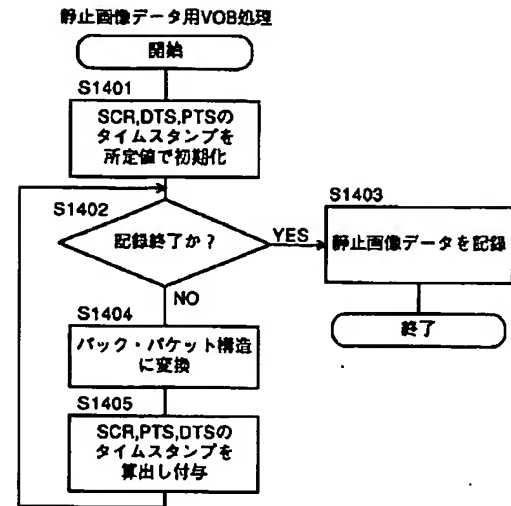 静止画像データ用VOB処理
開始
S1401
SCR,DTS,PTSの
タイムスタンプを
所定値で初期化
S1402
記録終了か?
YES
S1403
静止画像データを記録
終了
NO
S1404
パック・パケット構造
に変換
S1405
SCR,PTS,DTSの
タイムスタンプを
算出し付与